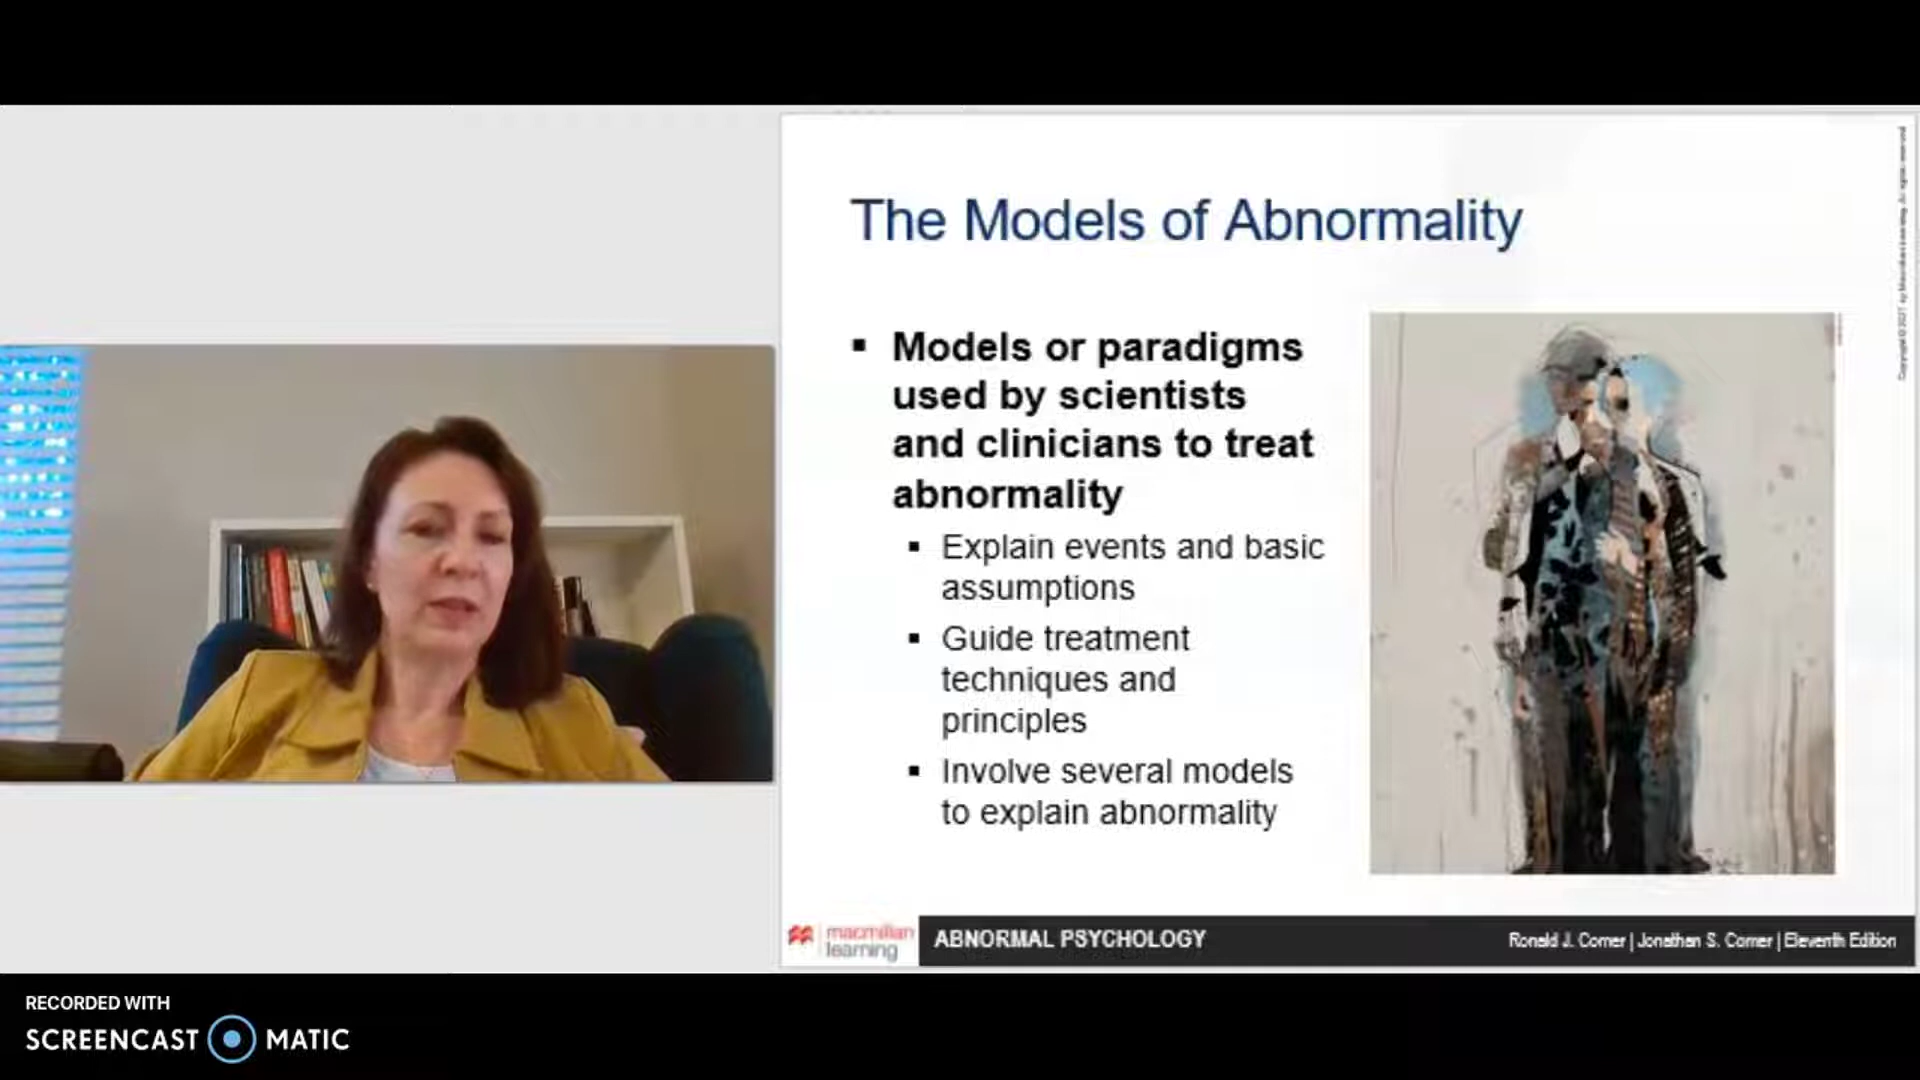 The Models of Abnormality
▪ Models or paradigms
used by scientists
and clinicians to treat
abnormality
▪ Explain events and basic
assumptions
▪ Guide treatment
techniques and
principles
▪ Involve several models
to explain abnormality
macmillan
learning
ABNORMAL PSYCHOLOGY
Ronald J. Comer | Jonathan S. Comer | Eleventh Edition
RECORDED WITH
SCREENCAST MATIC